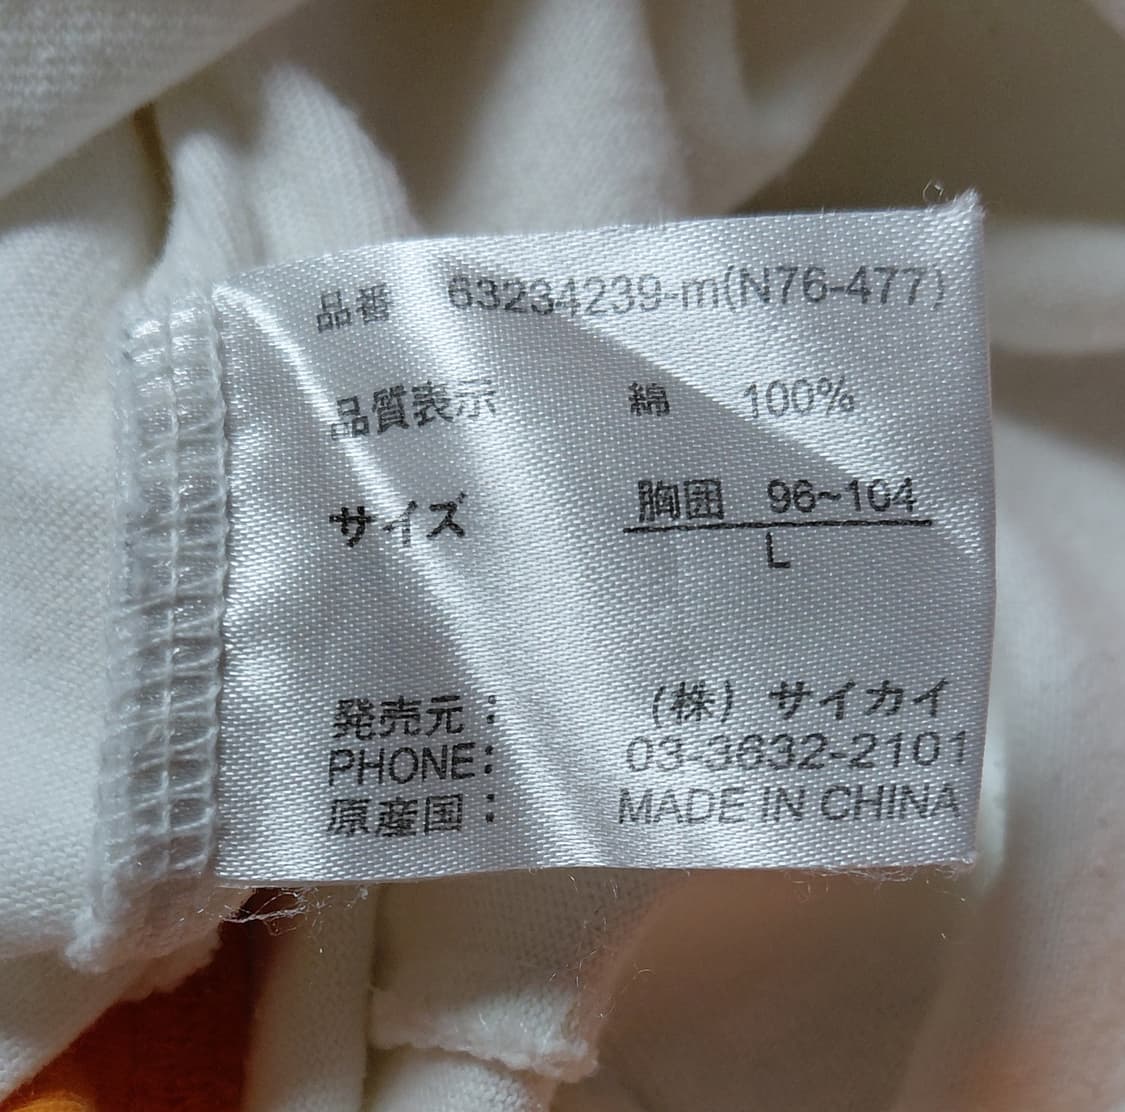 品番 63234239-m(N76-477)
品質表示 綿 100%
サイズ 胸囲 96~104
L
発売元: (株) サイカイ
PHONE: 03-3632-2101
原産国: MADE IN CHINA